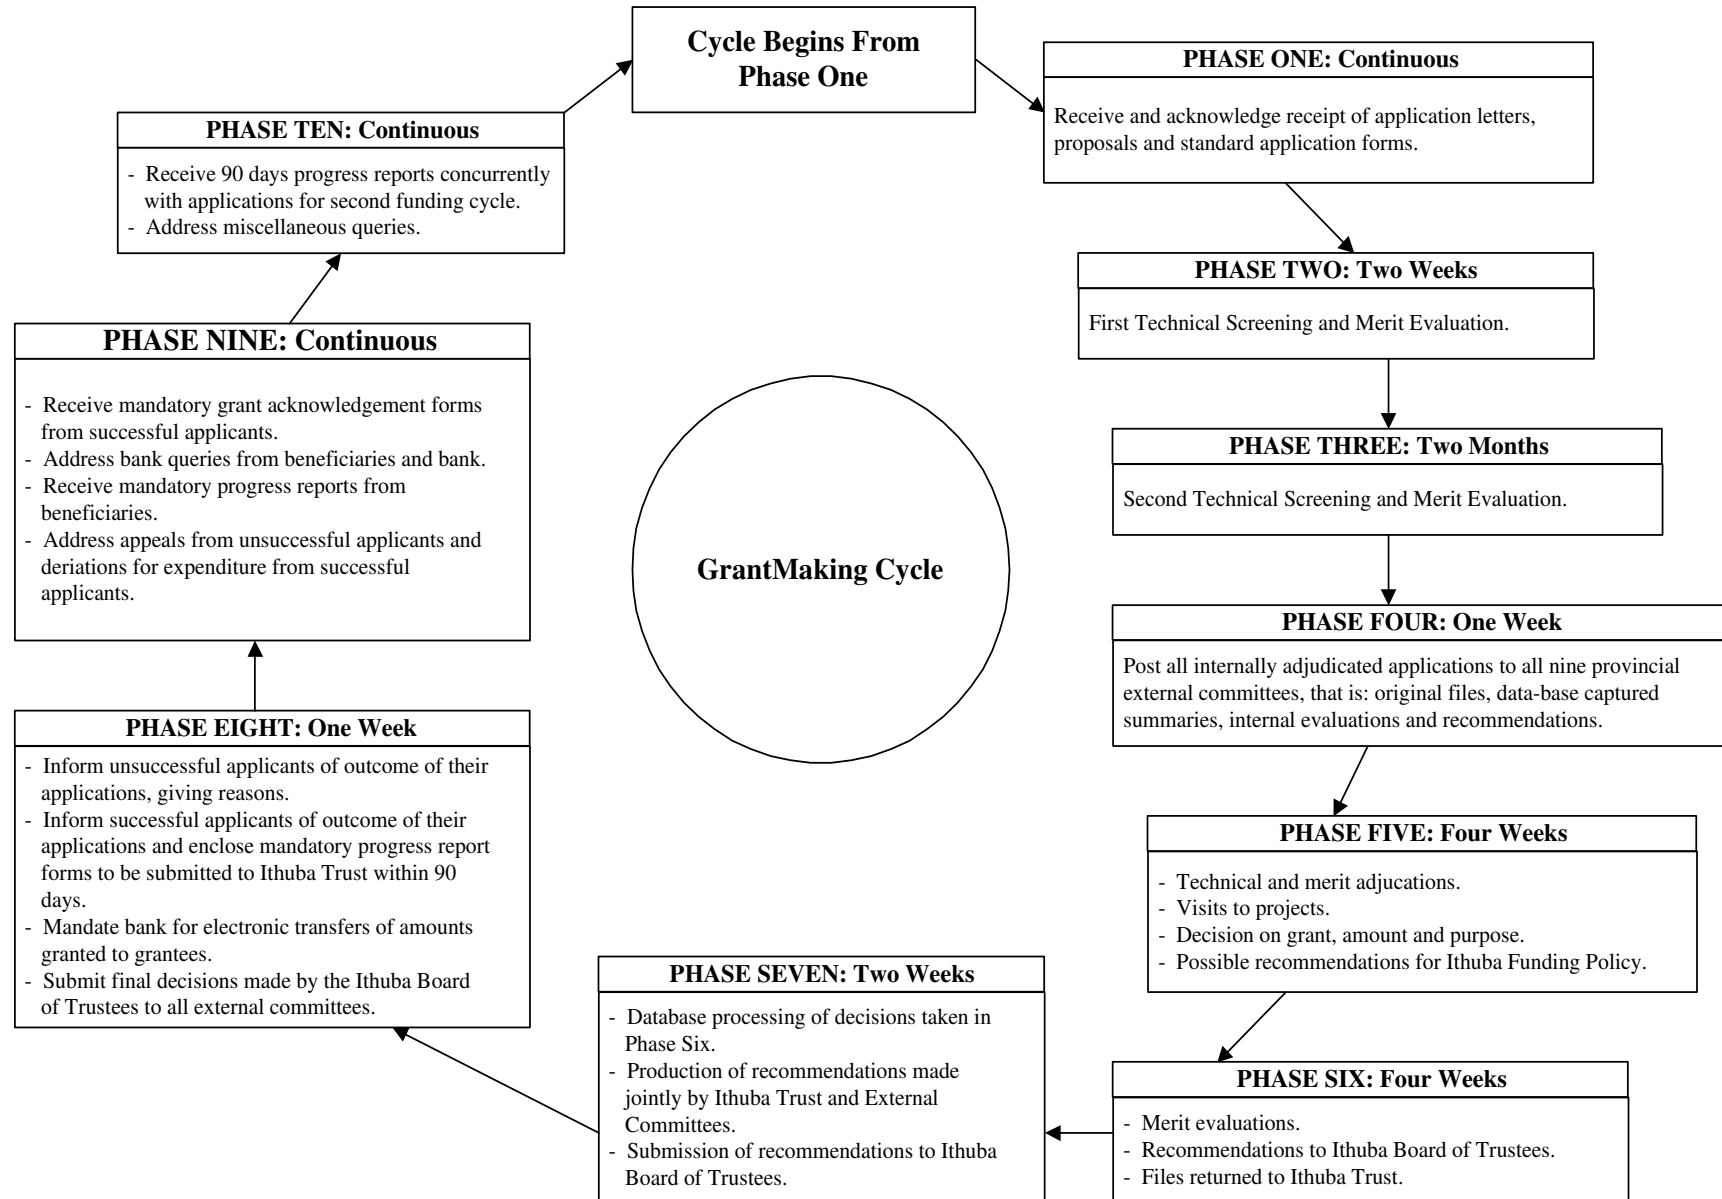 Cycle Begins From
Phase One
PHASE ONE: Continuous
Receive and acknowledge receipt of application letters,
proposals and standard application forms.
PHASE TWO: Two Weeks
First Technical Screening and Merit Evaluation.
PHASE THREE: Two Months
Second Technical Screening and Merit Evaluation.
PHASE FOUR: One Week
Post all internally adjudicated applications to all nine provincial
external committees, that is: original files, data-base captured
summaries, internal evaluations and recommendations.
PHASE FIVE: Four Weeks
- Technical and merit adjucations.
- Visits to projects.
- Decision on grant, amount and purpose.
- Possible recommendations for Ithuba Funding Policy.
PHASE SIX: Four Weeks
- Merit evaluations.
- Recommendations to Ithuba Board of Trustees.
- Files returned to Ithuba Trust.
PHASE SEVEN: Two Weeks
- Database processing of decisions taken in
Phase Six.
- Production of recommendations made
jointly by Ithuba Trust and External
Committees.
- Submission of recommendations to Ithuba
Board of Trustees.
PHASE EIGHT: One Week
- Inform unsuccessful applicants of outcome of their
applications, giving reasons.
- Inform successful applicants of outcome of their
applications and enclose mandatory progress report
forms to be submitted to Ithuba Trust within 90
days.
- Mandate bank for electronic transfers of amounts
granted to grantees.
- Submit final decisions made by the Ithuba Board
of Trustees to all external committees.
PHASE NINE: Continuous
- Receive mandatory grant acknowledgement forms
from successful applicants.
- Address bank queries from beneficiaries and bank.
- Receive mandatory progress reports from
beneficiaries.
- Address appeals from unsuccessful applicants and
deriations for expenditure from successful
applicants.
PHASE TEN: Continuous
- Receive 90 days progress reports concurrently
with applications for second funding cycle.
- Address miscellaneous queries.
GrantMaking Cycle